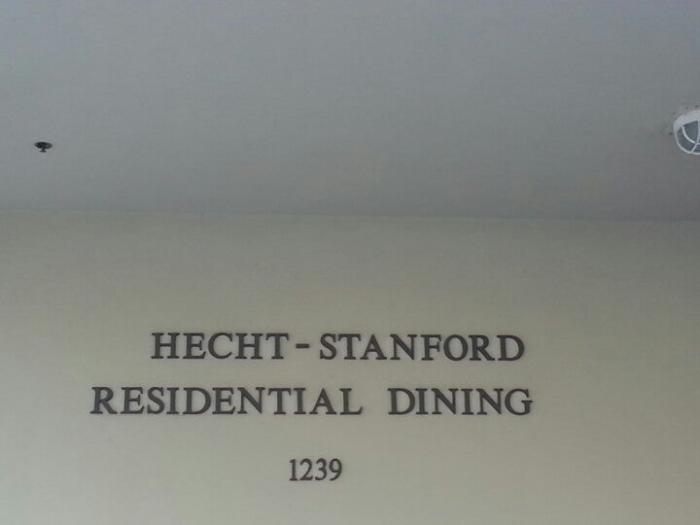 HECHT-STANFORD
RESIDENTIAL DINING
1239